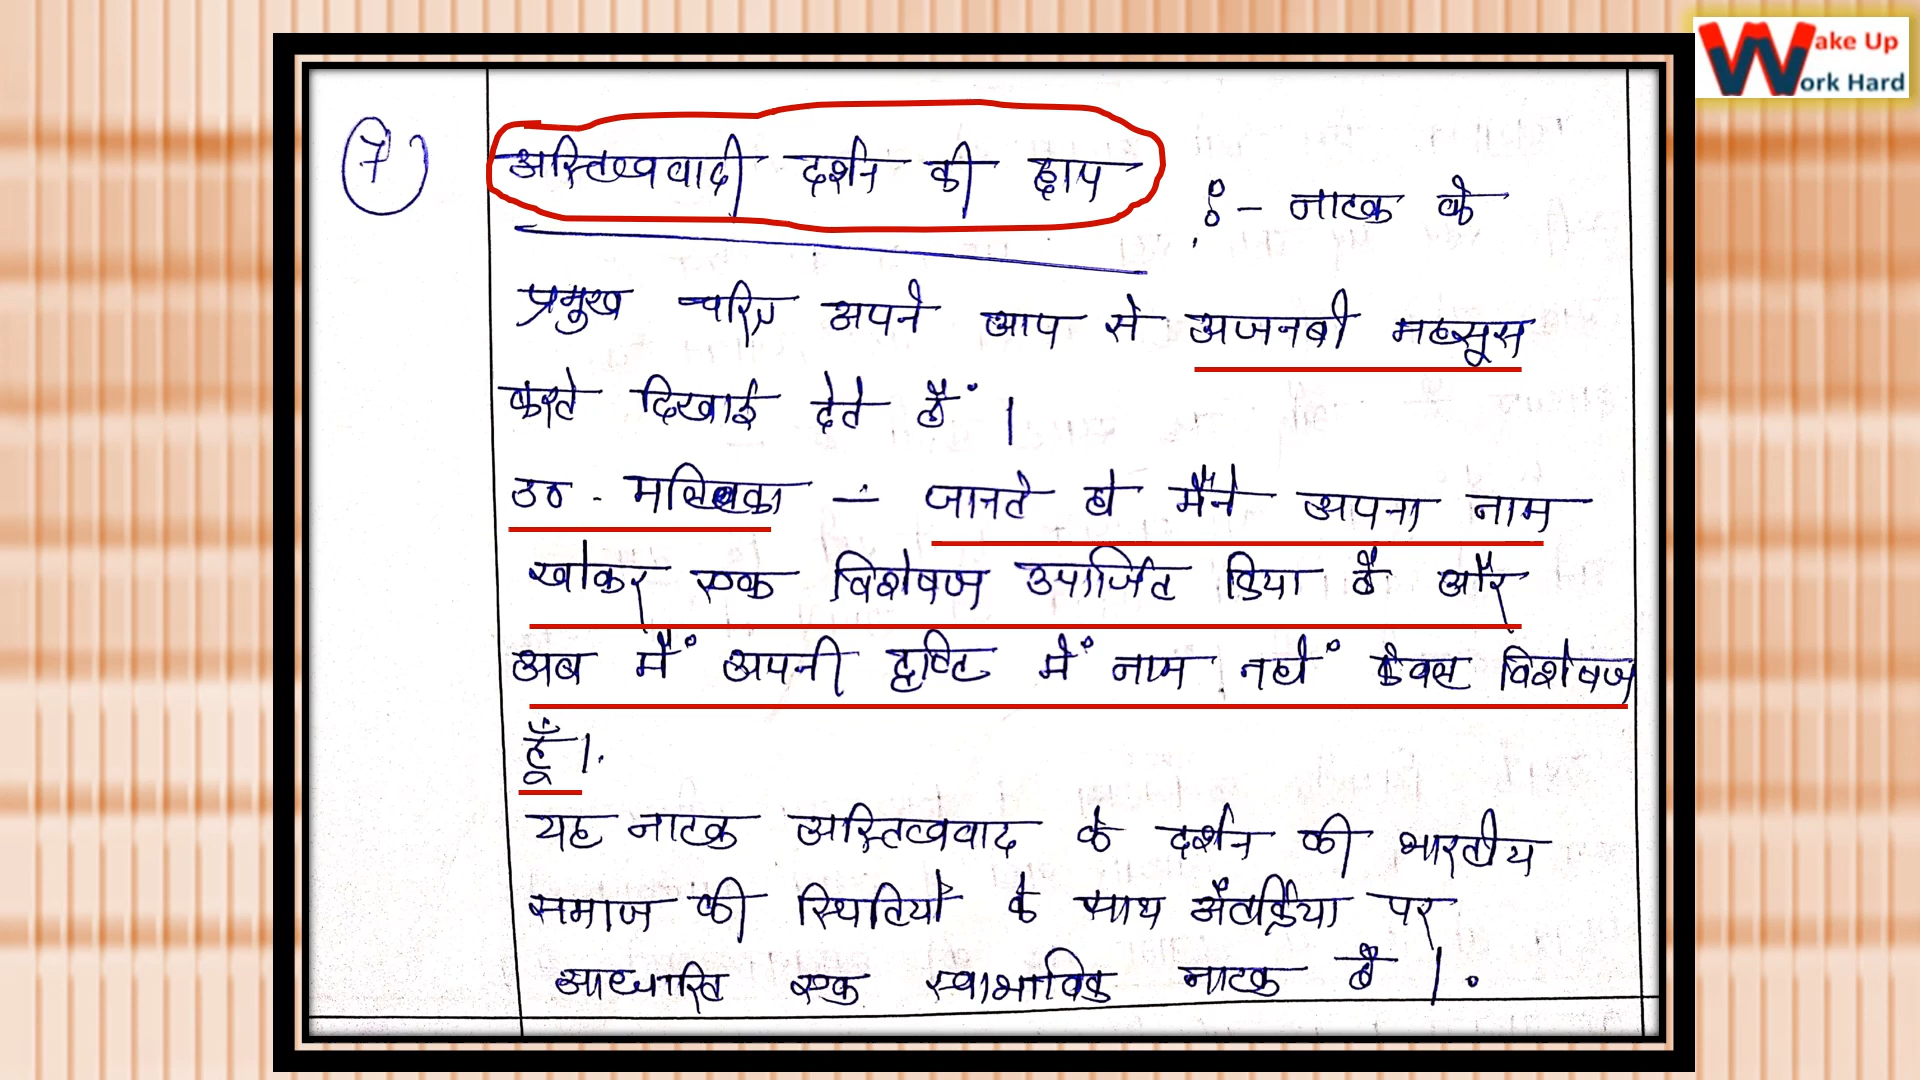 Wake Up
Work Hard
7
अस्तित्ववादी दर्शन की छाप :- नाटक के
प्रमुख चरित्र अपने आप से अजनबी महसूस
करते दिखाई देते हैं ।
उ० - मल्लिका – जानते हो मैंने अपना नाम
खोकर एक विशेषण उपार्जित किया है और
अब मैं अपनी दृष्टि में नाम नहीं केवल विशेषण
हूँ ।
यह नाटक अस्तित्ववाद के दर्शन की भारतीय
समाज की स्थितियों के साथ अंतर्क्रिया पर
आधारित एक स्वाभाविक नाटक है ।